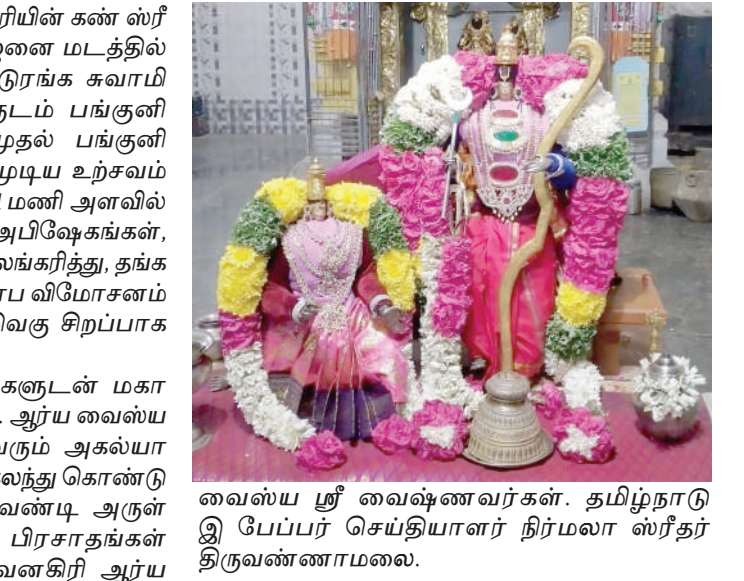 ரியின் கண் ஸ்ரீ
னை மடத்தில்
டுரங்க சுவாமி
ருடம் பங்குனி
முதல் பங்குனி
முடிய உற்சவம்
மணி அளவில்
அபிஷேகங்கள்,
லங்கரித்து, தங்க
ாப விமோசனம்
வெகு சிறப்பாக
களுடன் மகா
. ஆர்ய வைஸ்ய
வரும் அகல்யா
லந்து கொண்டு
வண்டி அருள்
பிரசாதங்கள்
வனகிரி ஆர்ய
வைஸ்ய ஸ்ரீ வைஷ்ணவர்கள். தமிழ்நாடு
இ பேப்பர் செய்தியாளர் நிர்மலா ஸ்ரீதர்
திருவண்ணாமலை.